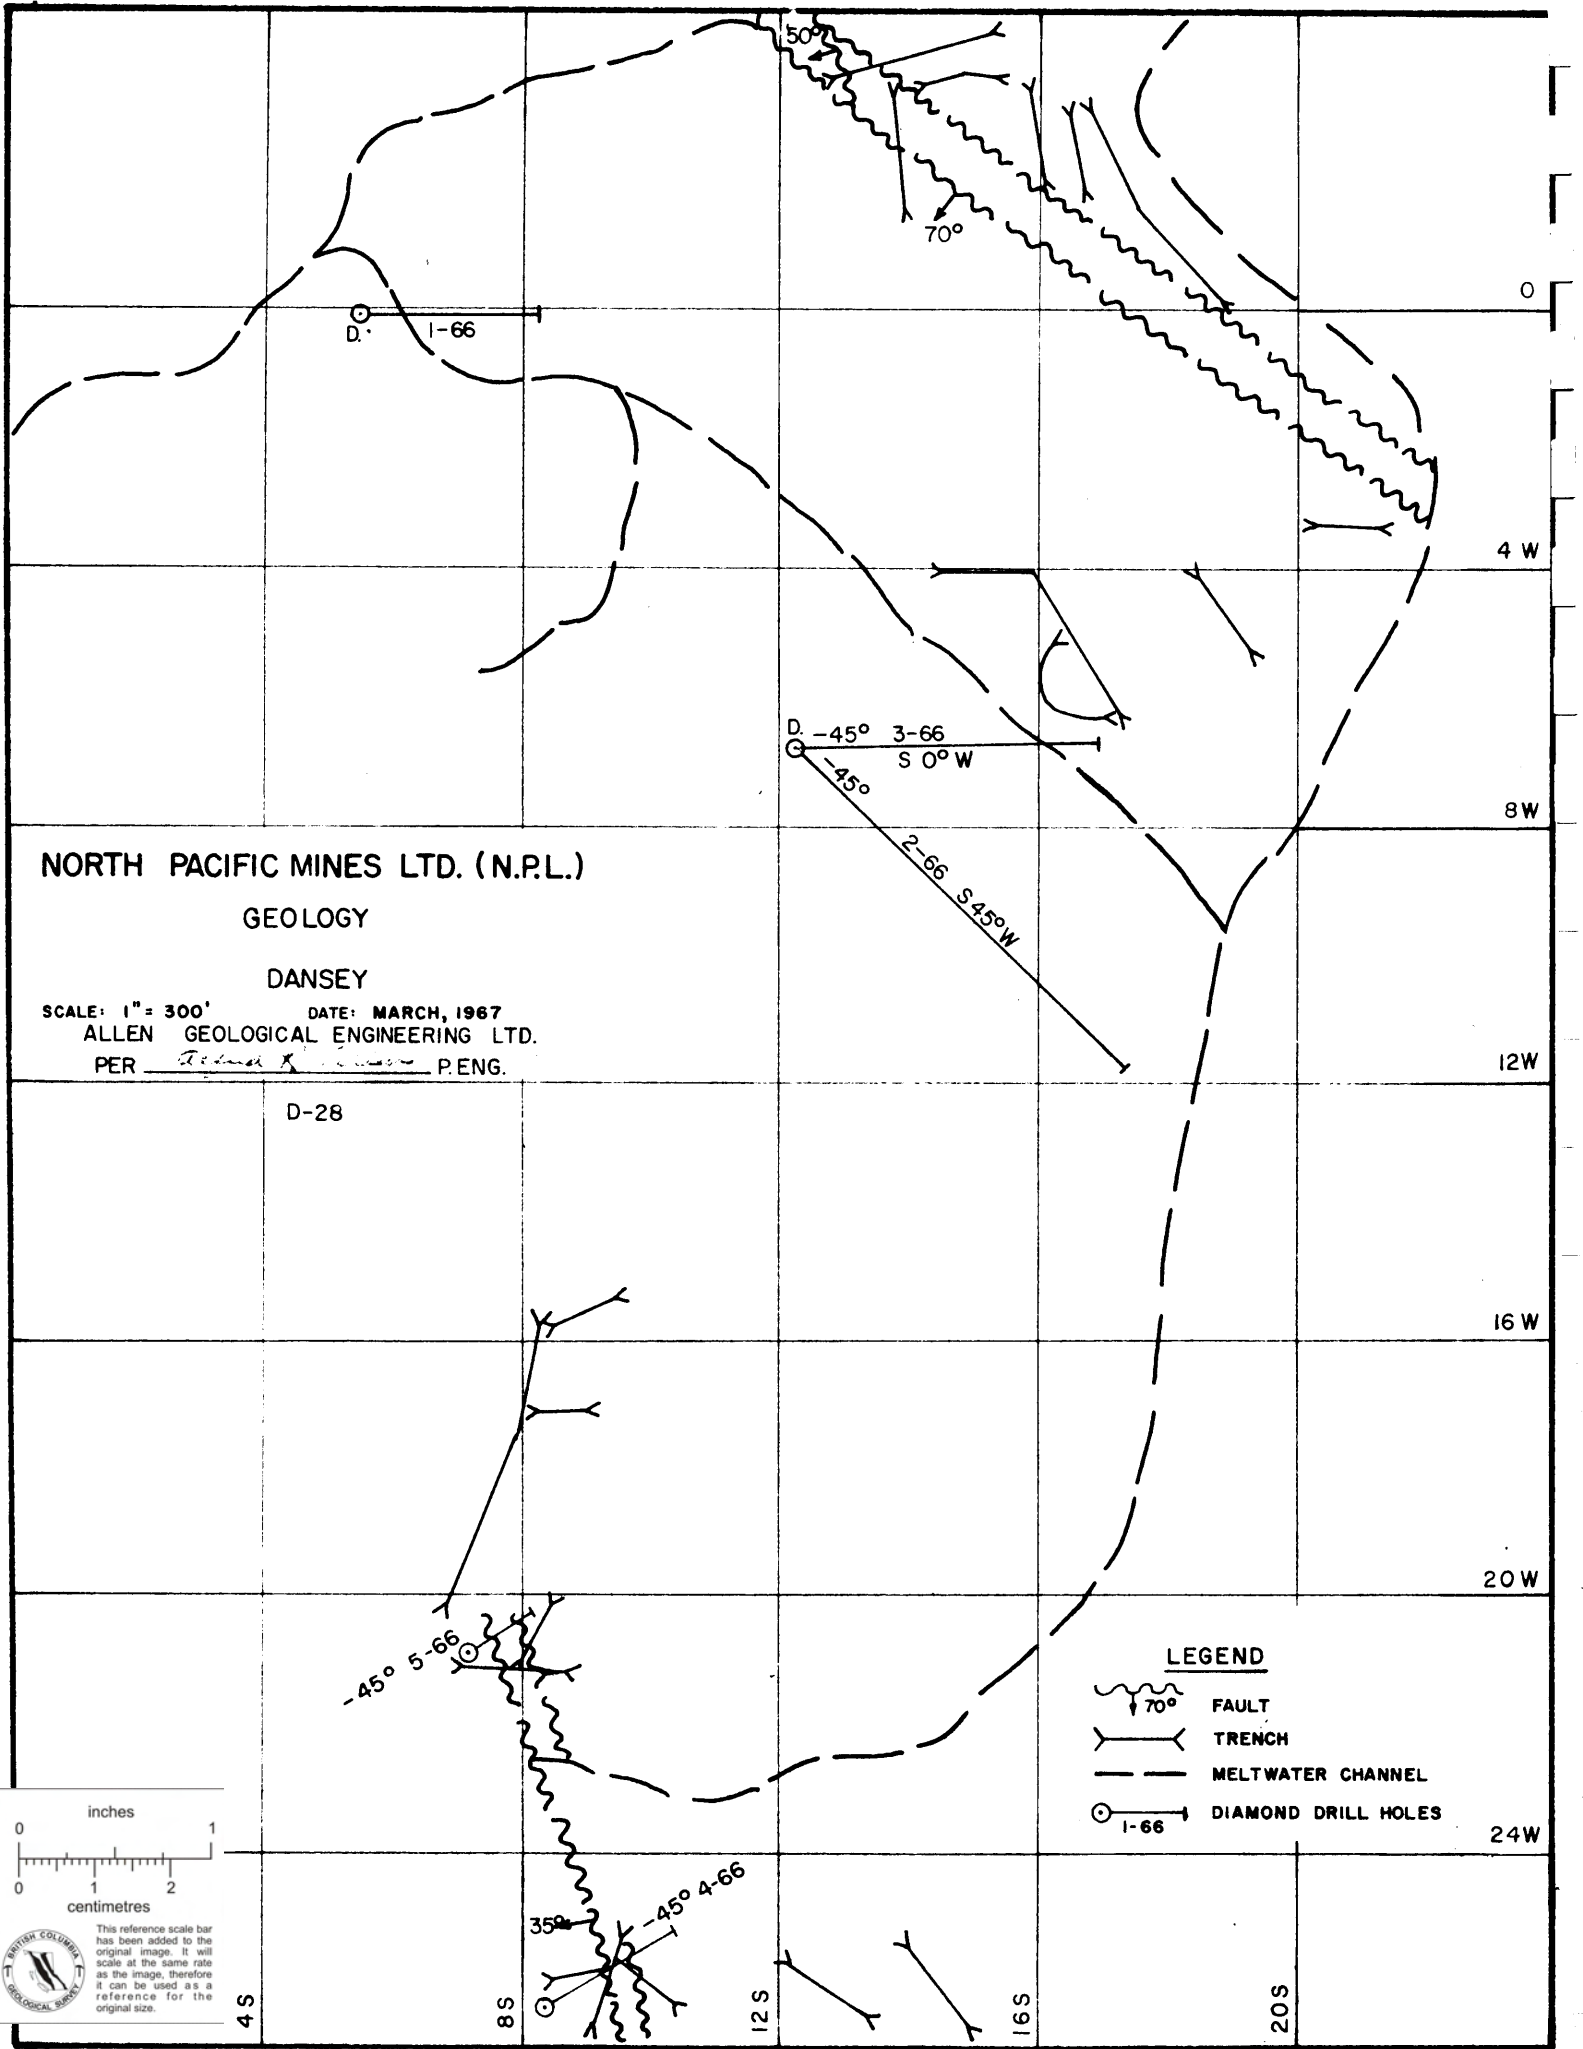 50°
70°
0
D.
1-66
4 W
D. -45° 3-66
S 0° W
-45°
2-66 S 45° W
8W
NORTH PACIFIC MINES LTD. (N.P.L.)
GEOLOGY
DANSEY
SCALE: 1" = 300' DATE: MARCH, 1967
ALLEN GEOLOGICAL ENGINEERING LTD.
PER P. ENG.
12W
D-28
16 W
20 W
-45° 5-66
LEGEND
70° FAULT
TRENCH
MELTWATER CHANNEL
1-66 DIAMOND DRILL HOLES
24W
-45° 4-66
35°
inches
0 1
0 1 2
centimetres
BRITISH COLUMBIA
GEOLOGICAL SURVEY
This reference scale bar
has been added to the
original image. It will
scale at the same rate
as the image, therefore
it can be used as a
reference for the
original size.
4 S
8 S
12 S
16 S
20 S